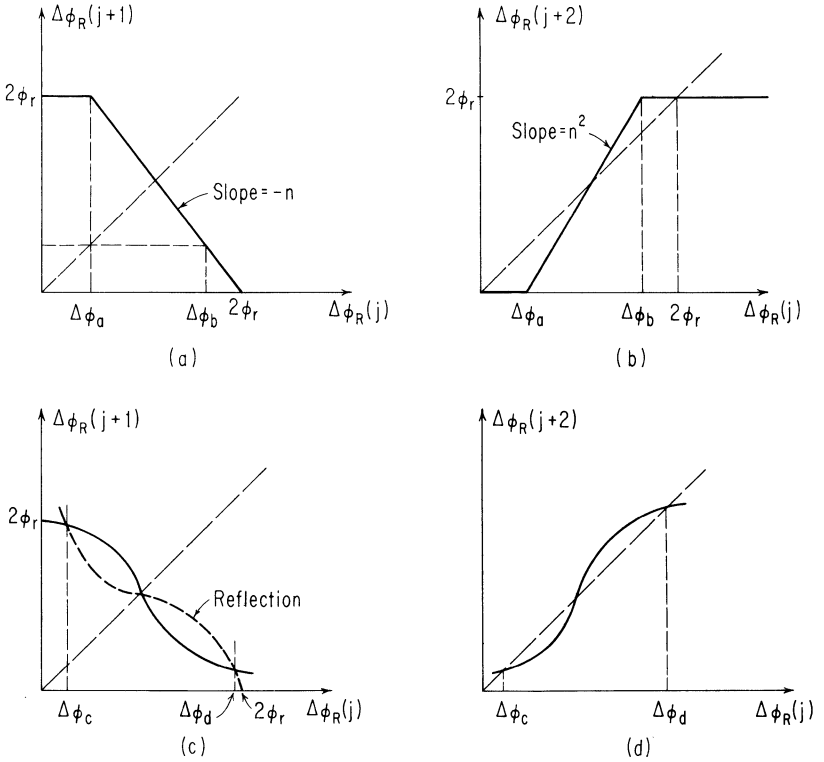 Δϕ_R(j+1)
2ϕ_r
Slope=−n
Δϕ_a
Δϕ_b
2ϕ_r
Δϕ_R(j)
(a)
Δϕ_R(j+2)
2ϕ_r
Slope=n²
Δϕ_a
Δϕ_b
2ϕ_r
Δϕ_R(j)
(b)
Δϕ_R(j+1)
2ϕ_r
Reflection
Δϕ_c
Δϕ_d
2ϕ_r
Δϕ_R(j)
(c)
Δϕ_R(j+2)
Δϕ_c
Δϕ_d
Δϕ_R(j)
(d)